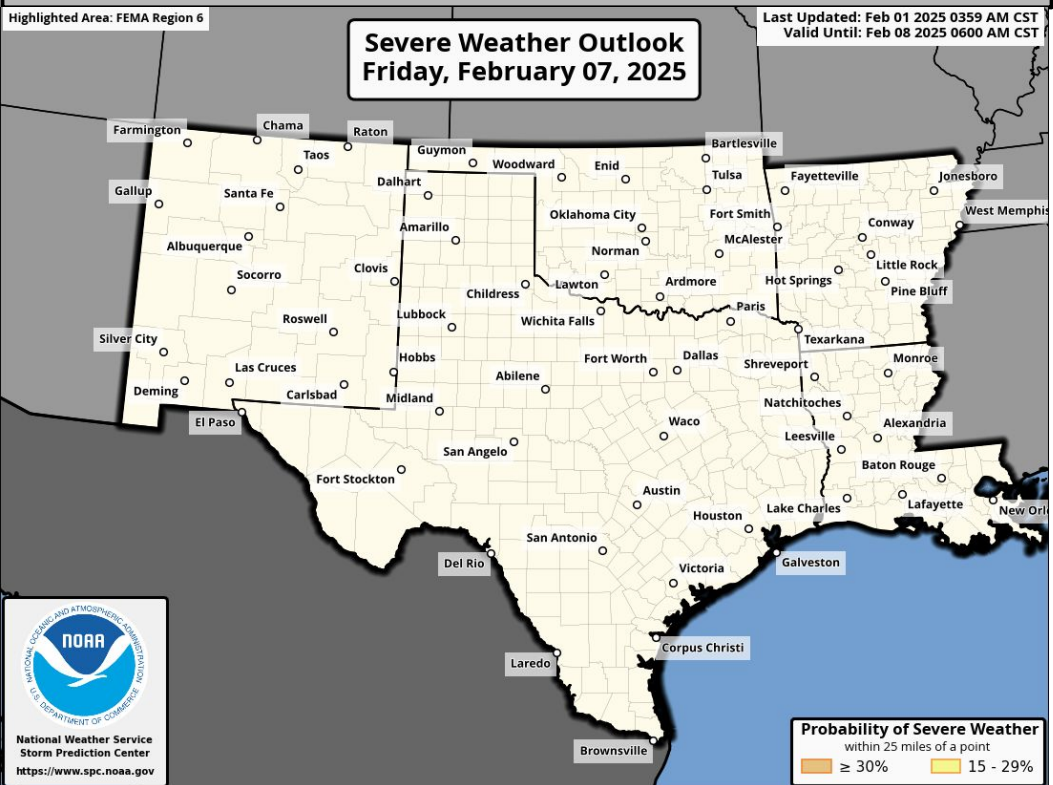 Highlighted Area: FEMA Region 6
Severe Weather Outlook
Friday, February 07, 2025
Last Updated: Feb 01 2025 0359 AM CST
Valid Until: Feb 08 2025 0600 AM CST
Farmington
Chama
Raton
Taos
Guymon
Woodward
Enid
Bartlesville
Tulsa
Fayetteville
Jonesboro
Gallup
Santa Fe
Dalhart
Oklahoma City
Fort Smith
West Memphis
Albuquerque
Amarillo
Norman
McAlester
Conway
Socorro
Clovis
Childress
Lawton
Ardmore
Hot Springs
Little Rock
Pine Bluff
Roswell
Lubbock
Wichita Falls
Paris
Texarkana
Silver City
Las Cruces
Hobbs
Fort Worth
Dallas
Shreveport
Monroe
Deming
Carlsbad
Midland
Abilene
Natchitoches
El Paso
Waco
Leesville
Alexandria
San Angelo
Fort Stockton
Baton Rouge
Austin
Houston
Lake Charles
Lafayette
New Orl
San Antonio
Del Rio
Victoria
Galveston
Laredo
Corpus Christi
Brownsville
NATIONAL OCEANIC AND ATMOSPHERIC ADMINISTRATION
NOAA
U.S. DEPARTMENT OF COMMERCE
National Weather Service
Storm Prediction Center
https://www.spc.noaa.gov
Probability of Severe Weather
within 25 miles of a point
≥ 30%
15 - 29%